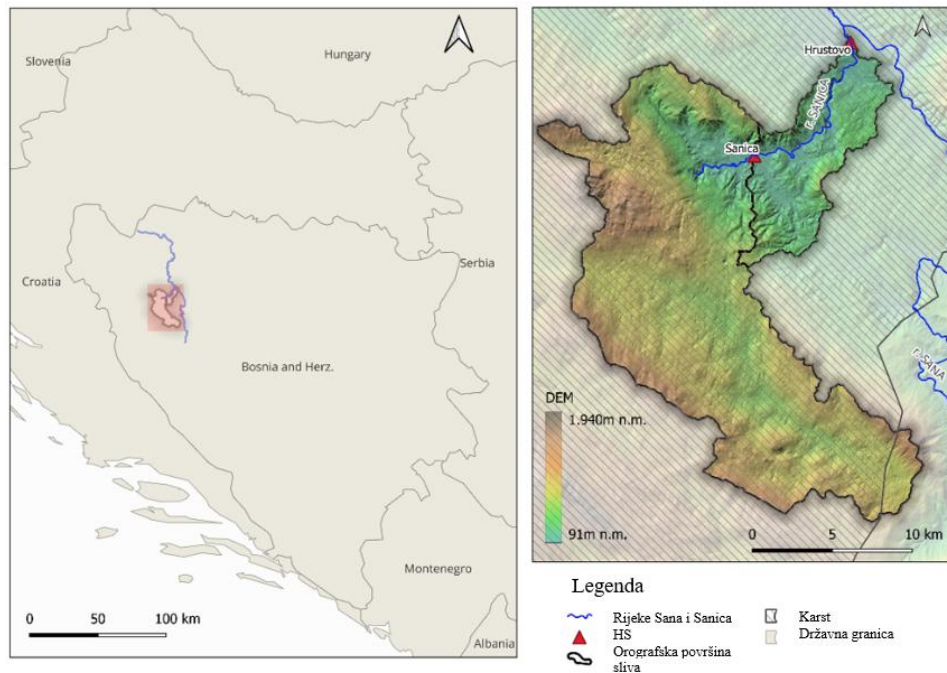 Slovenia
Hungary
Croatia
Serbia
Bosnia and Herz.
Montenegro
Albania
0 50 100 km
Hrustovo
r. SANICA
Sanica
r. SANA
DEM
1.940m n.m.
91m n.m.
0 5 10 km
Legenda
Rijeke Sana i Sanica
HS
Orografska površina
sliva
Karst
Državna granica